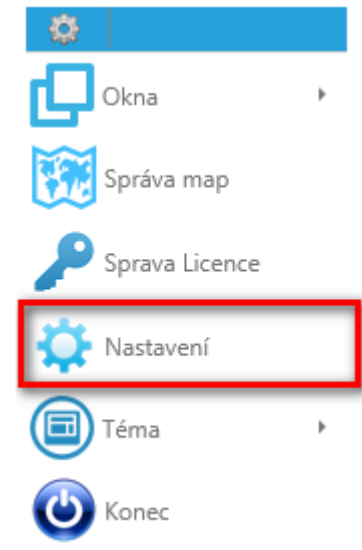 Okna
Správa map
Sprava Licence
Nastavení
Téma
Konec